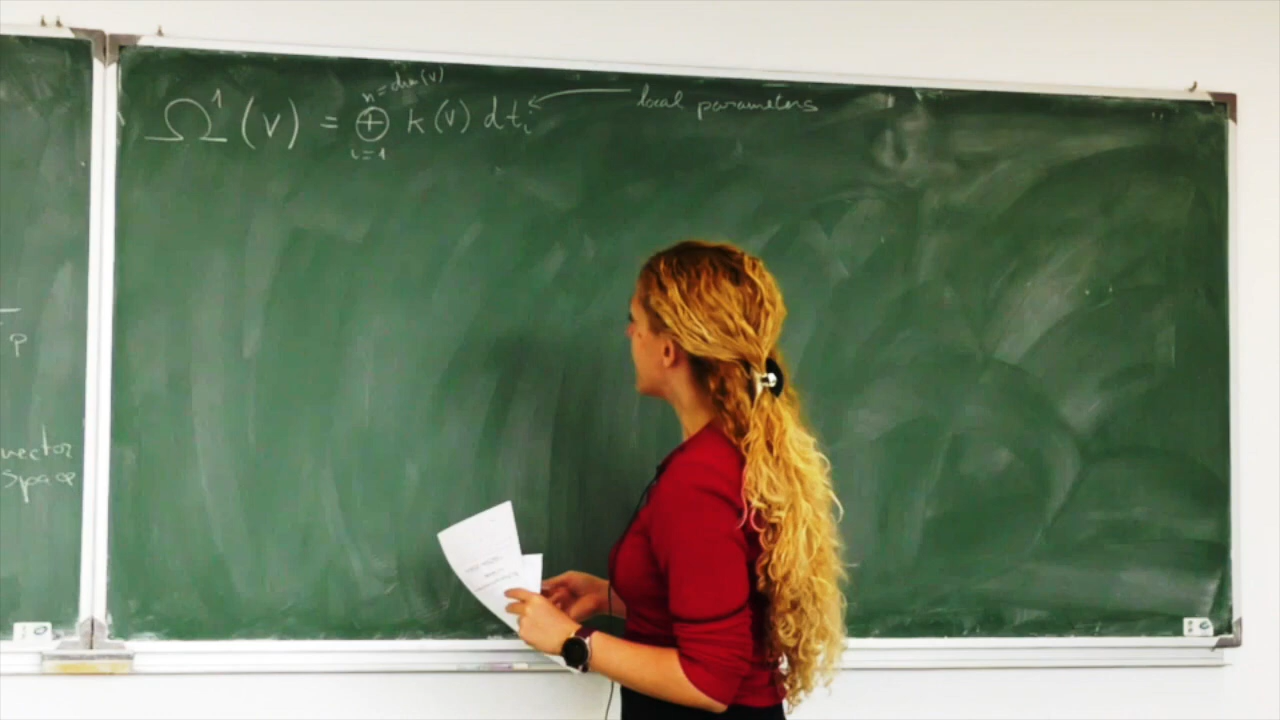 n = dim(V)
Ω¹(V) = ⊕ k(V) dtᵢ ← local parameters
i=1
p
vector
space